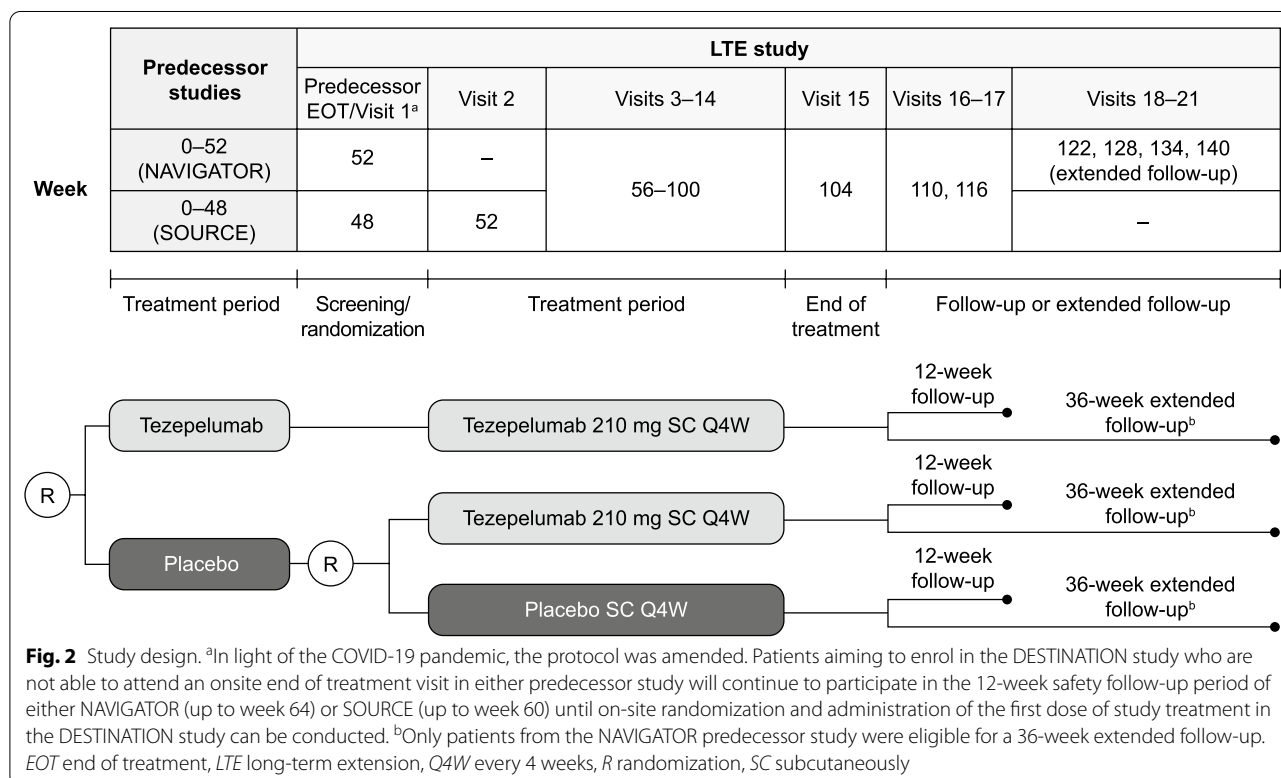 Predecessor studies
LTE study
Predecessor EOT/Visit 1ᵃ
Visit 2
Visits 3–14
Visit 15
Visits 16–17
Visits 18–21
Week
0–52 (NAVIGATOR)
52
–
56–100
104
110, 116
122, 128, 134, 140 (extended follow-up)
0–48 (SOURCE)
48
52
–
Treatment period
Screening/ randomization
Treatment period
End of treatment
Follow-up or extended follow-up
R
Tezepelumab
Tezepelumab 210 mg SC Q4W
12-week follow-up
36-week extended follow-upᵇ
Placebo
R
Tezepelumab 210 mg SC Q4W
12-week follow-up
36-week extended follow-upᵇ
Placebo SC Q4W
12-week follow-up
36-week extended follow-upᵇ
Fig. 2 Study design. ᵃIn light of the COVID-19 pandemic, the protocol was amended. Patients aiming to enrol in the DESTINATION study who are
not able to attend an onsite end of treatment visit in either predecessor study will continue to participate in the 12-week safety follow-up period of
either NAVIGATOR (up to week 64) or SOURCE (up to week 60) until on-site randomization and administration of the first dose of study treatment in
the DESTINATION study can be conducted. ᵇOnly patients from the NAVIGATOR predecessor study were eligible for a 36-week extended follow-up.
EOT end of treatment, LTE long-term extension, Q4W every 4 weeks, R randomization, SC subcutaneously